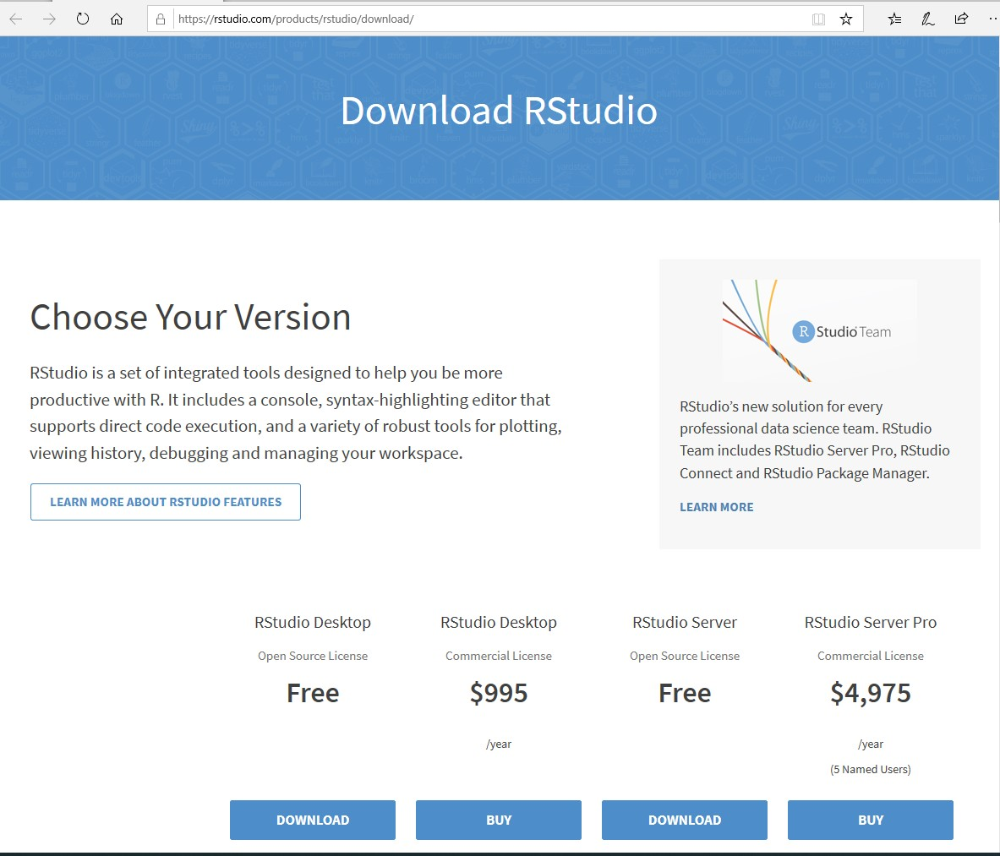 https://rstudio.com/products/rstudio/download/
Download RStudio
Choose Your Version
RStudio is a set of integrated tools designed to help you be more
productive with R. It includes a console, syntax-highlighting editor that
supports direct code execution, and a variety of robust tools for plotting,
viewing history, debugging and managing your workspace.
LEARN MORE ABOUT RSTUDIO FEATURES
R Studio Team
RStudio’s new solution for every
professional data science team. RStudio
Team includes RStudio Server Pro, RStudio
Connect and RStudio Package Manager.
LEARN MORE
RStudio Desktop
Open Source License
Free
DOWNLOAD
RStudio Desktop
Commercial License
$995
/year
BUY
RStudio Server
Open Source License
Free
DOWNLOAD
RStudio Server Pro
Commercial License
$4,975
/year
(5 Named Users)
BUY